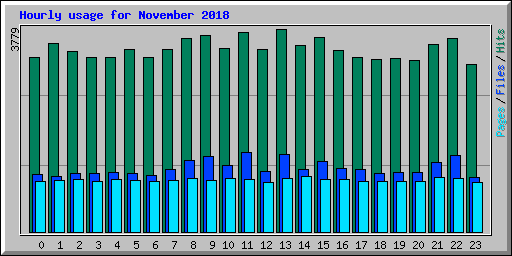 Hourly usage for November 2018
3779
Pages/Files/Hits
0 1 2 3 4 5 6 7 8 9 10 11 12 13 14 15 16 17 18 19 20 21 22 23